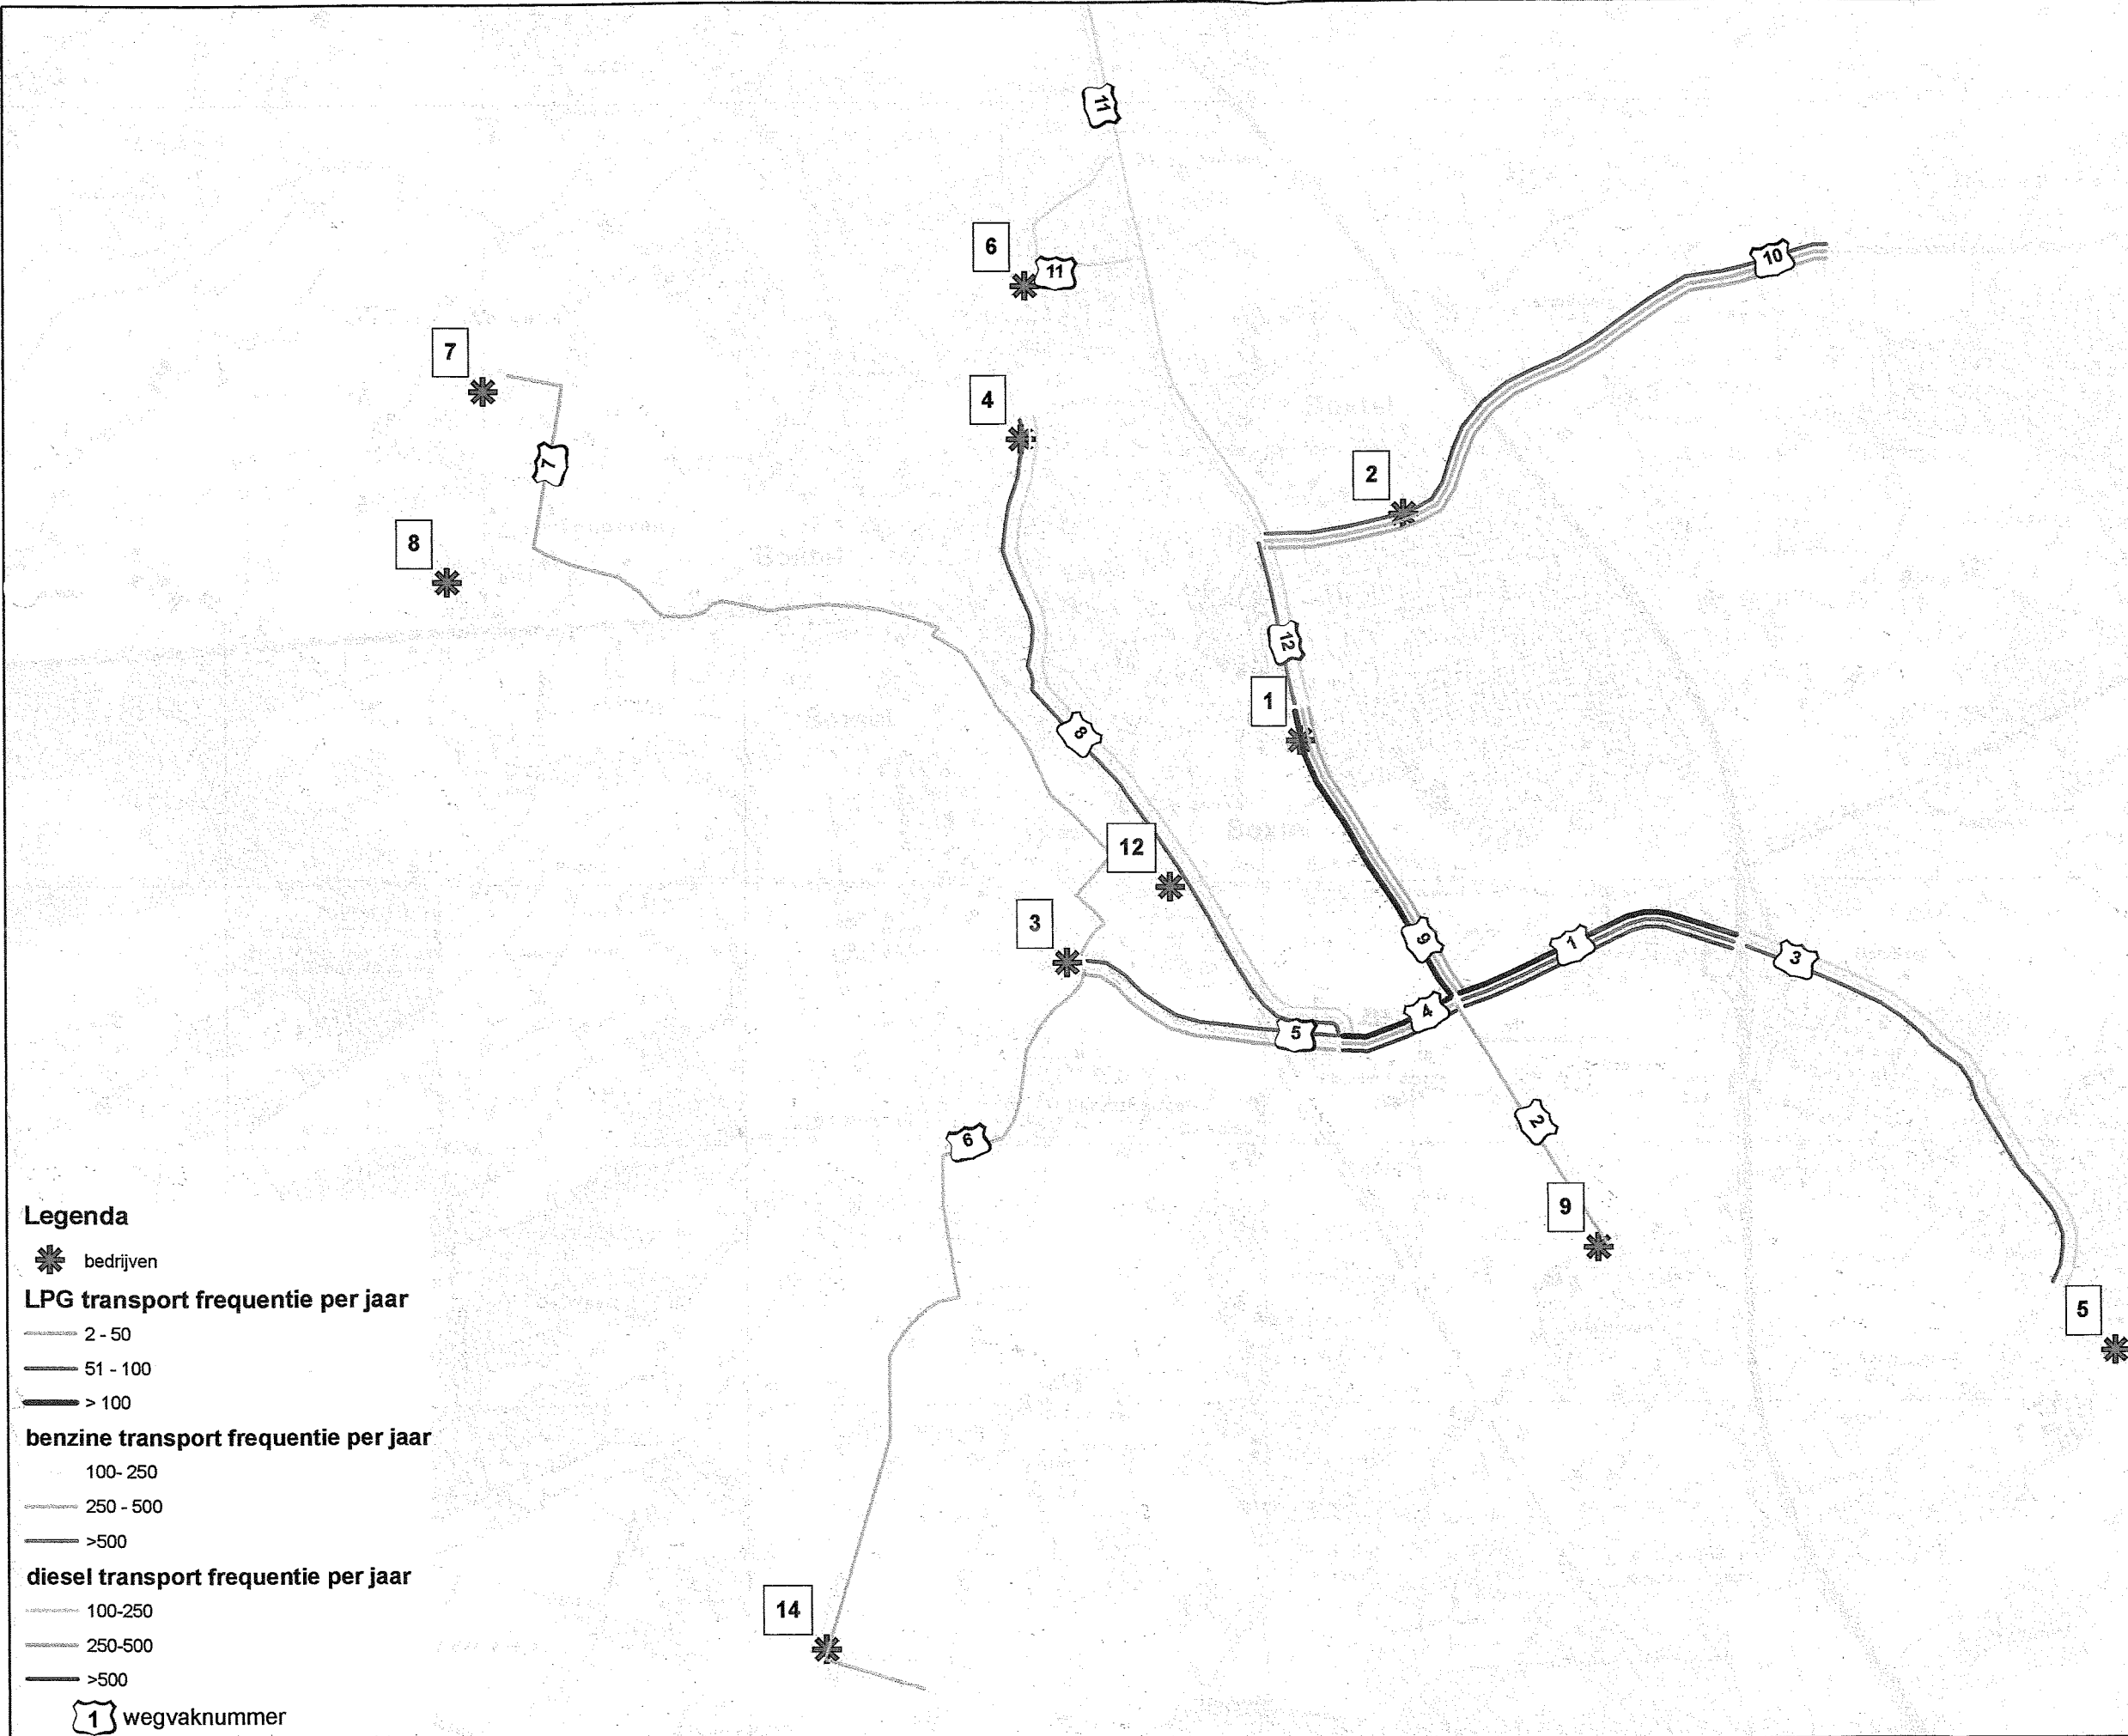 11
6
11
10
7
4
7
Boxtel
2
8
Boxtel
12
1
8
Boxtel
12
3
9
1
3
4
5
2
6
9
5
14
Legenda
bedrijven
LPG transport frequentie per jaar
2 - 50
51 - 100
> 100
benzine transport frequentie per jaar
100- 250
250 - 500
>500
diesel transport frequentie per jaar
100-250
250-500
>500
1 wegvaknummer